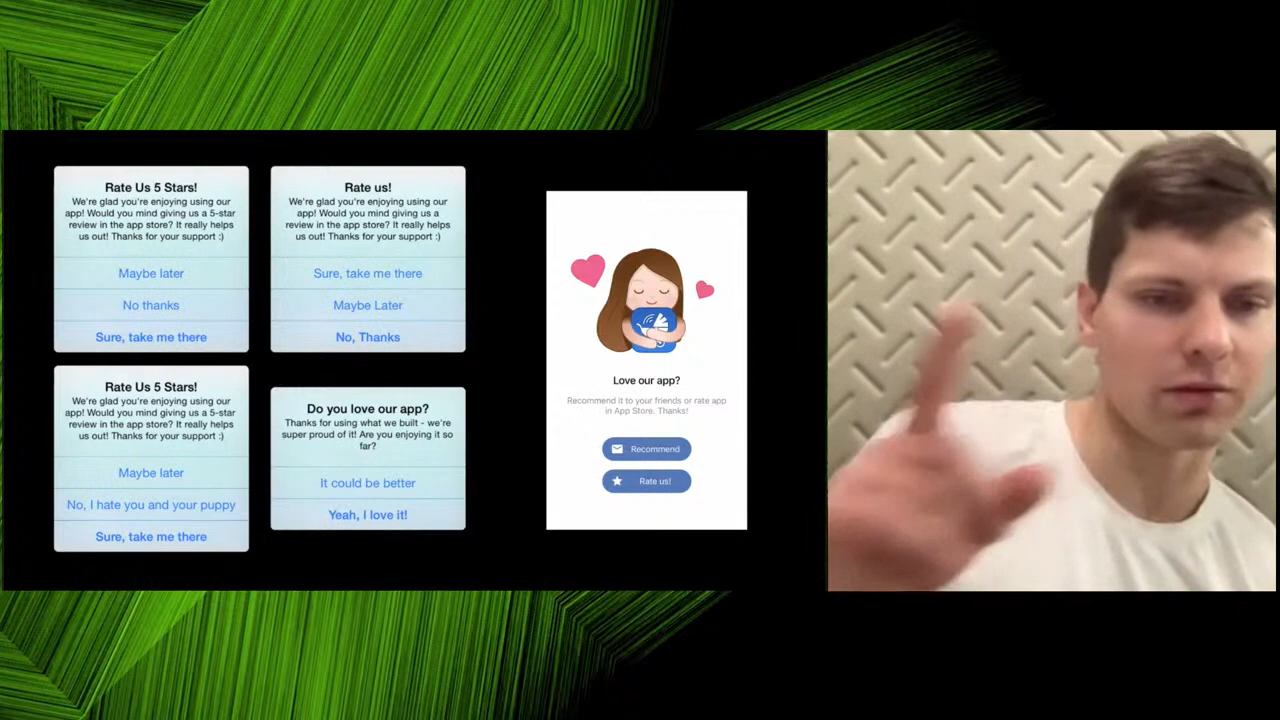 Rate Us 5 Stars!
We're glad you're enjoying using our
app! Would you mind giving us a 5-star
review in the app store? It really helps
us out! Thanks for your support :)
Maybe later
No thanks
Sure, take me there
Rate us!
We're glad you're enjoying using our
app! Would you mind giving us a
review in the app store? It really helps
us out! Thanks for your support :)
Sure, take me there
Maybe Later
No, Thanks
Rate Us 5 Stars!
We're glad you're enjoying using our
app! Would you mind giving us a 5-star
review in the app store? It really helps
us out! Thanks for your support :)
Maybe later
No, I hate you and your puppy
Sure, take me there
Do you love our app?
Thanks for using what we built - we're
super proud of it! Are you enjoying it so
far?
It could be better
Yeah, I love it!
Love our app?
Recommend it to your friends or rate app
in App Store. Thanks!
Recommend
Rate us!